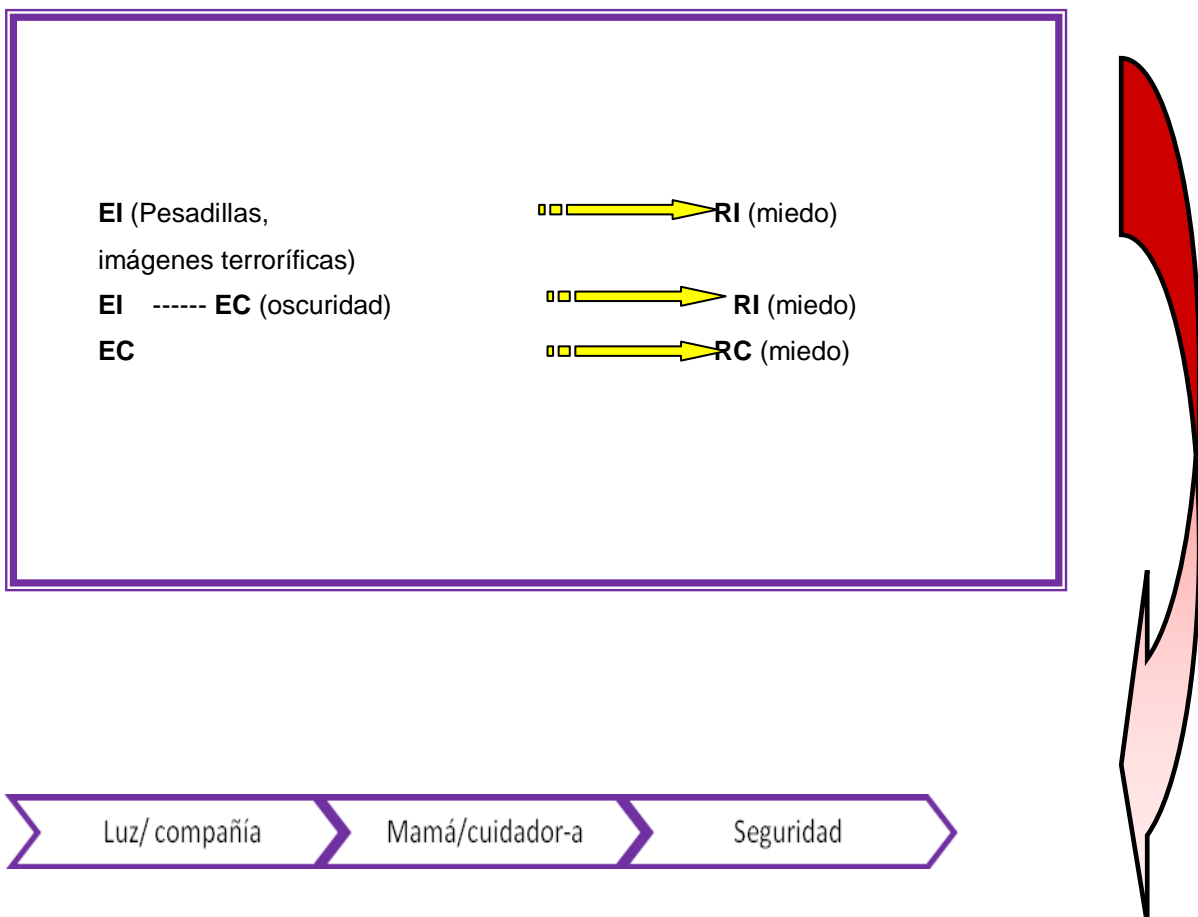 EI (Pesadillas, RI (miedo)
imágenes terroríficas)
EI ------ EC (oscuridad) RI (miedo)
EC RC (miedo)
Luz/ compañía Mamá/cuidador-a Seguridad